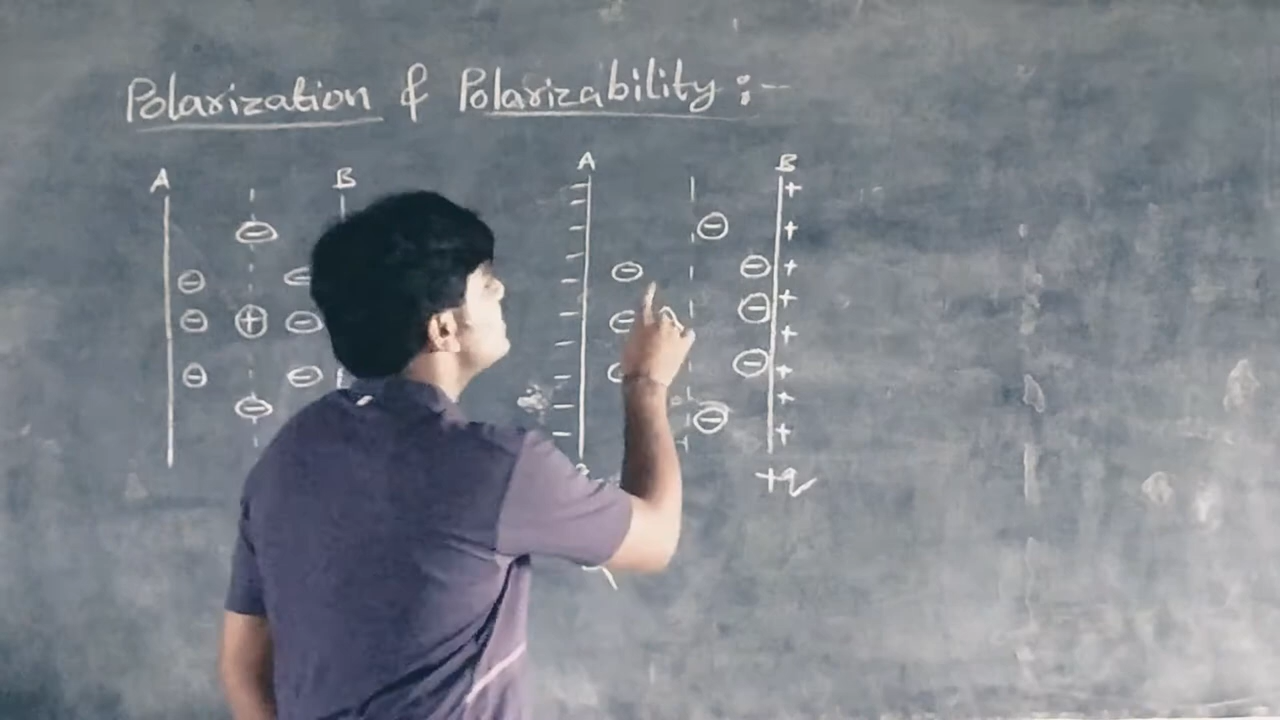 Polarization & Polarizability :-
A B A B
+q